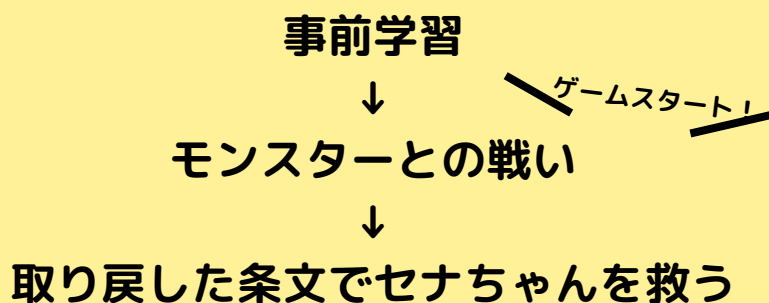 事前学習
↓
ゲームスタート!
モンスターとの戦い
↓
取り戻した条文でセナちゃんを救う